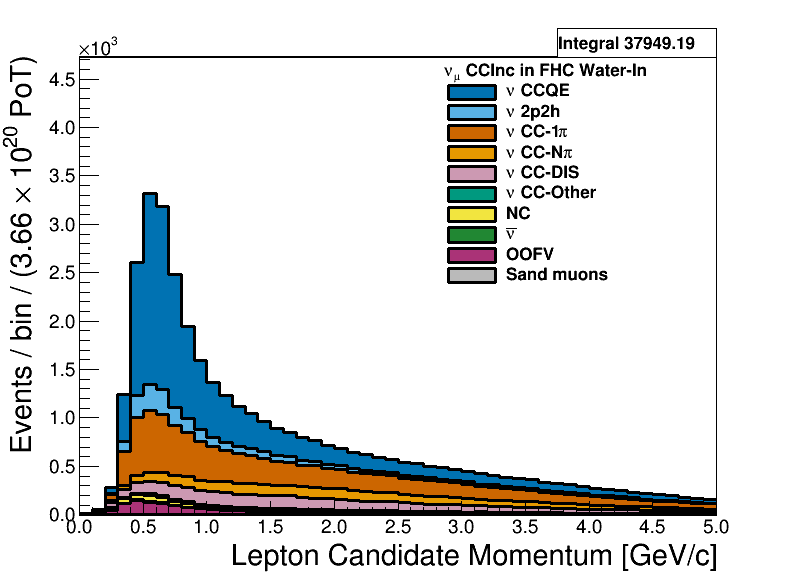 Integral 37949.19
×10³
ν_μ CCInc in FHC Water-In
ν CCQE
ν 2p2h
ν CC-1π
ν CC-Nπ
ν CC-DIS
ν CC-Other
NC
ν̅
OOFV
Sand muons
Events / bin / (3.66 × 10²⁰ PoT)
4.5
4.0
3.5
3.0
2.5
2.0
1.5
1.0
0.5
0.0
0.0 0.5 1.0 1.5 2.0 2.5 3.0 3.5 4.0 4.5 5.0
Lepton Candidate Momentum [GeV/c]